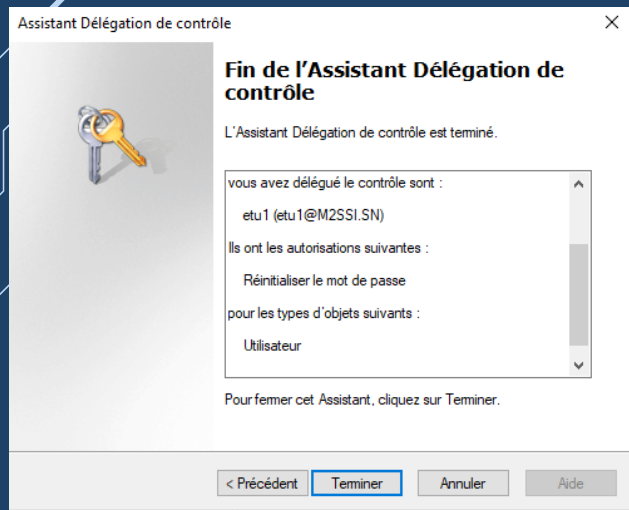 Assistant Délégation de contrôle
Fin de l'Assistant Délégation de
contrôle
L'Assistant Délégation de contrôle est terminé.
vous avez délégué le contrôle sont :
etu1 (etu1@M2SSI.SN)
Ils ont les autorisations suivantes :
Réinitialiser le mot de passe
pour les types d'objets suivants :
Utilisateur
Pour fermer cet Assistant, cliquez sur Terminer.
< Précédent
Terminer
Annuler
Aide